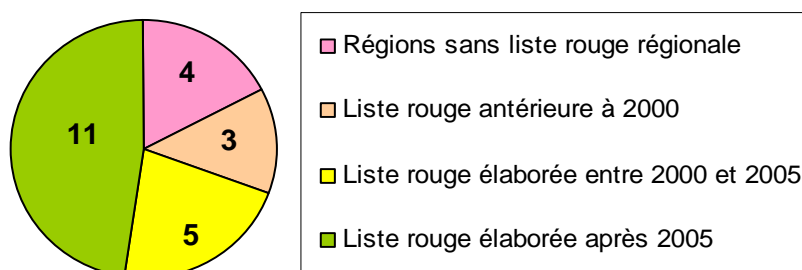 4
3
5
11
Régions sans liste rouge régionale
Liste rouge antérieure à 2000
Liste rouge élaborée entre 2000 et 2005
Liste rouge élaborée après 2005